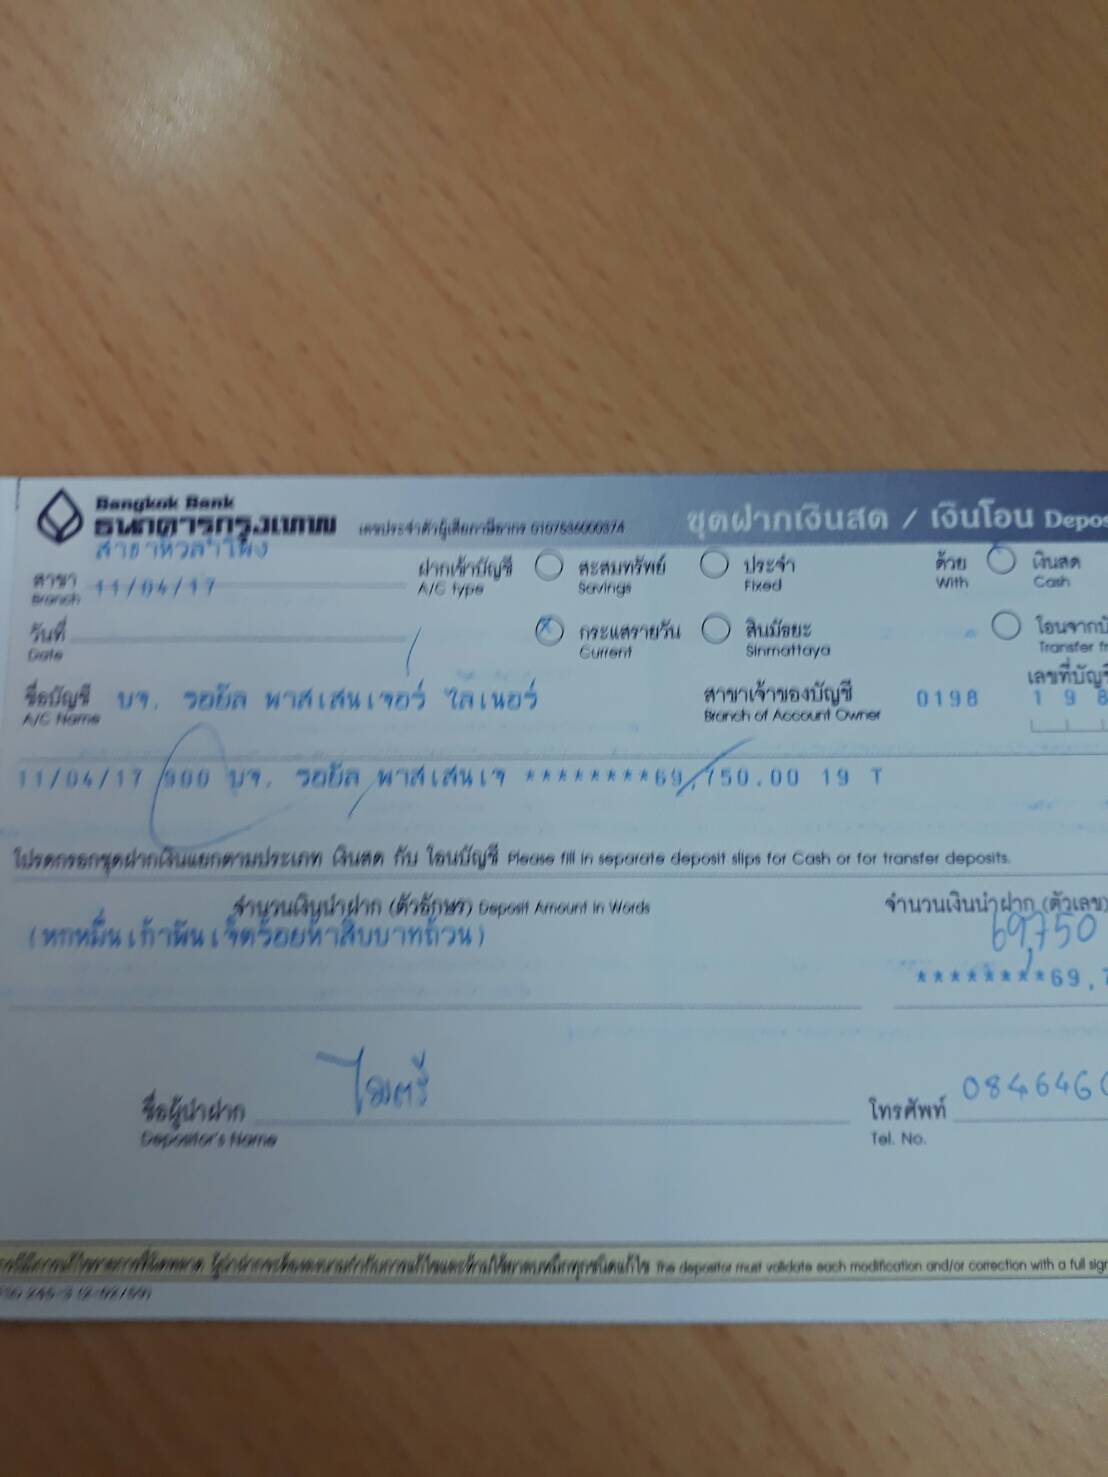 Bangkok Bank
ธนาคารกรุงเทพ
เลขประจำตัวผู้เสียภาษีอากร 0107536000374
ชุดฝากเงินสด / เงินโอน Depos
สาขาหัวลำโพง
สาขา 11/04/17
Branch
ฝากเข้าบัญชี สะสมทรัพย์ ประจำ ด้วย เงินสด
A/C type Savings Fixed With Cash
วันที่ กระแสรายวัน สินมัธยะ โอนจากบั
Date Current Sinmattaya Transfer fr
ชื่อบัญชี บจ. รอยัล พาสเสนเจอร์ ไลเนอร์ สาขาเจ้าของบัญชี 0198 เลขที่บัญชี
A/C Name Branch of Account Owner 1 9 8
11/04/17 900 บจ. รอยัล พาสเสนเจ ********69,750.00 19 T
โปรดกรอกชุดฝากเงินแยกตามประเภท เงินสด กับ โอนบัญชี Please fill in separate deposit slips for Cash or for transfer deposits.
จำนวนเงินนำฝาก (ตัวอักษร) Deposit Amount in Words จำนวนเงินนำฝาก (ตัวเลข)
(หกหมื่นเก้าพันเจ็ดร้อยห้าสิบบาทถ้วน) 69,750
********69,7
ชื่อผู้นำฝาก ไมตรี โทรศัพท์ 0846460
Depositor's Name Tel. No.
The depositor must validate each modification and/or correction with a full sign